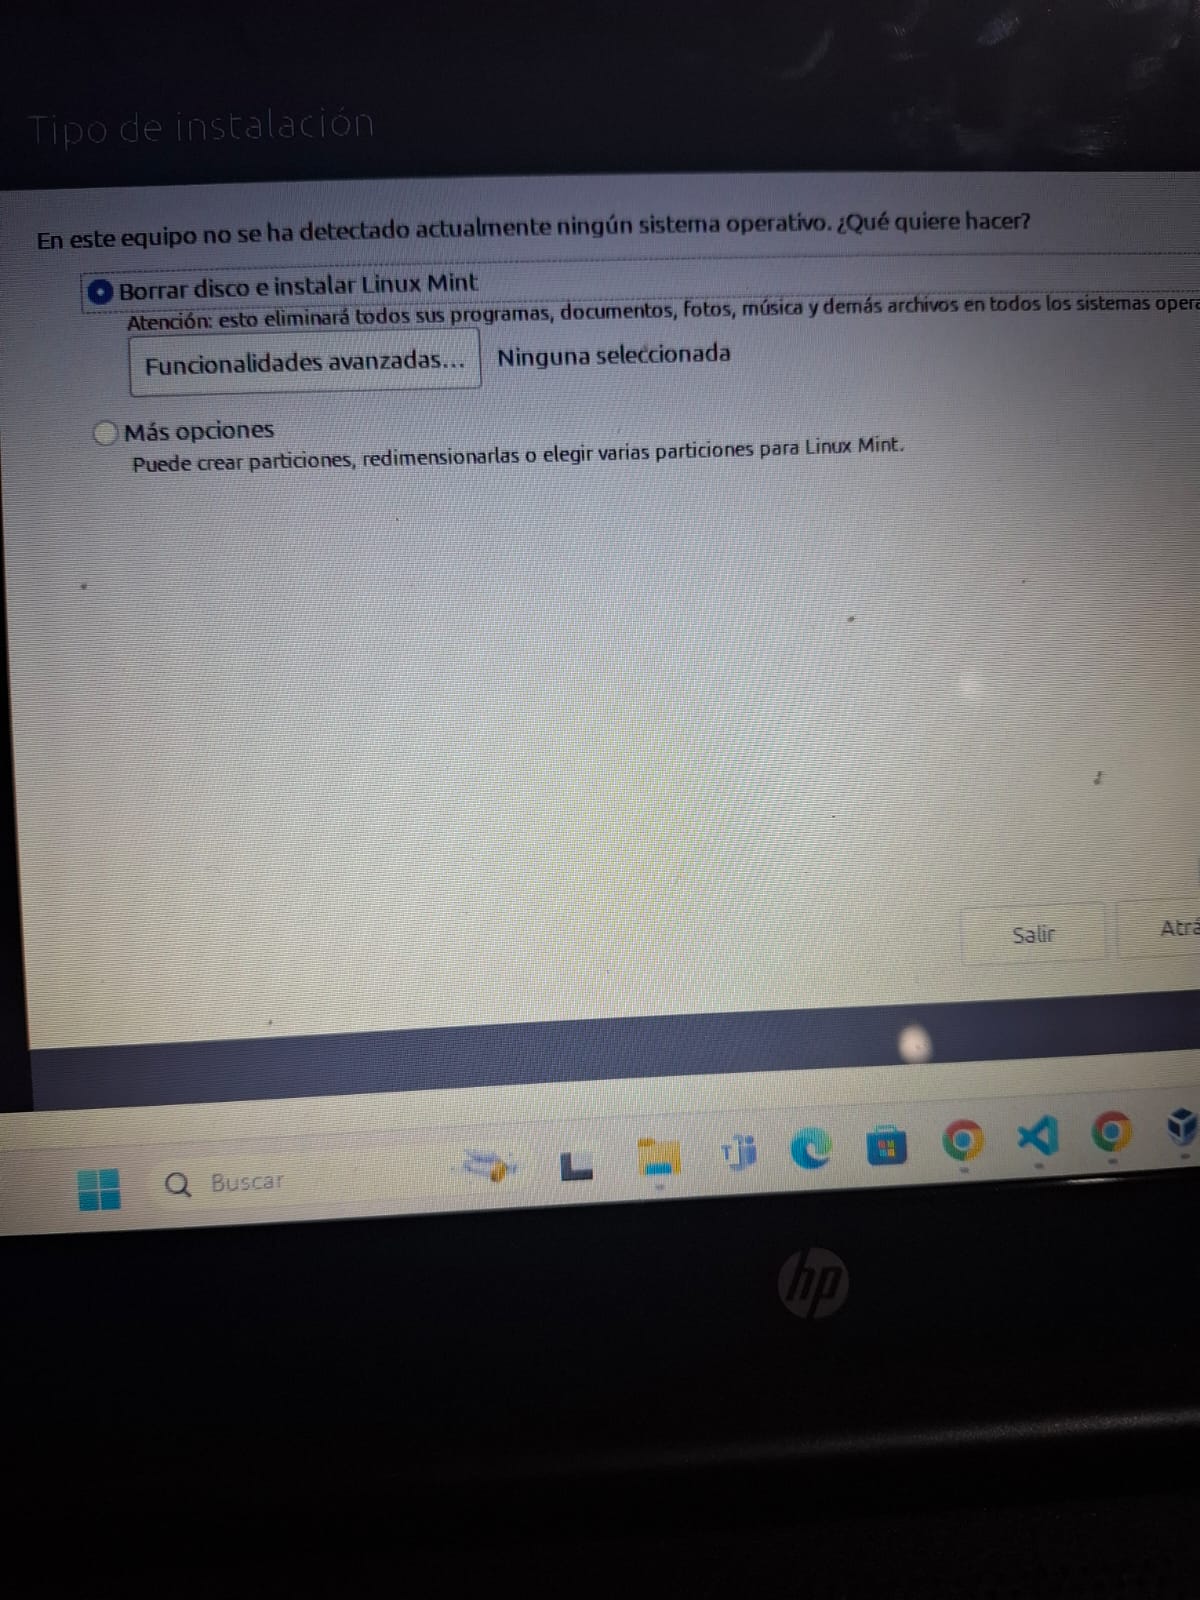 Tipo de instalación
En este equipo no se ha detectado actualmente ningún sistema operativo. ¿Qué quiere hacer?
Borrar disco e instalar Linux Mint
Atención: esto eliminará todos sus programas, documentos, fotos, música y demás archivos en todos los sistemas opera
Funcionalidades avanzadas... Ninguna seleccionada
Más opciones
Puede crear particiones, redimensionarlas o elegir varias particiones para Linux Mint.
Salir Atrá
Buscar
hp